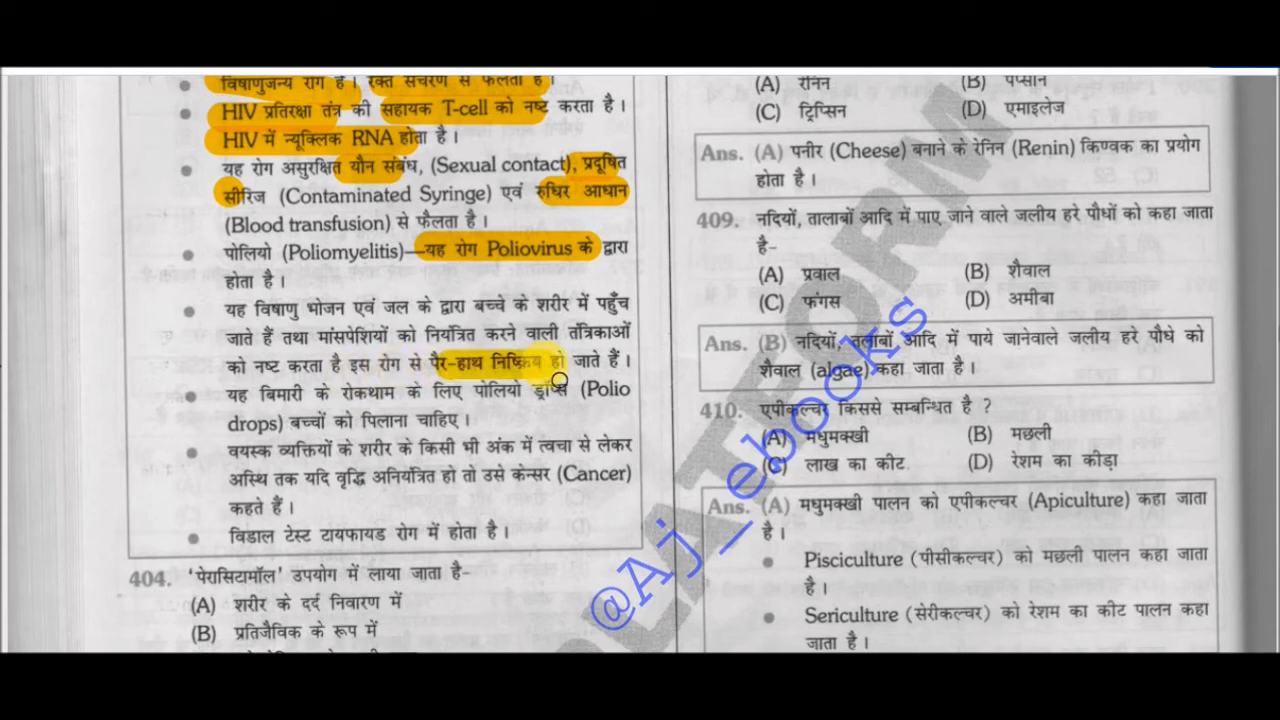 विषाणुजन्य रोग है। रक्त संचरण से फैलता है।
HIV प्रतिरक्षा तंत्र की सहायक T-cell को नष्ट करता है।
HIV में न्यूक्लिक RNA होता है।
यह रोग असुरक्षित यौन संबंध, (Sexual contact), प्रदूषित
सीरिज (Contaminated Syringe) एवं रुधिर आधान
(Blood transfusion) से फैलता है।
पोलियो (Poliomyelitis)—यह रोग Poliovirus के द्वारा
होता है।
यह विषाणु भोजन एवं जल के द्वारा बच्चे के शरीर में पहुँच
जाते हैं तथा मांसपेशियों को नियंत्रित करने वाली तंत्रिकाओं
को नष्ट करता है इस रोग से पैर-हाथ निष्क्रिय हो जाते हैं।
यह बिमारी के रोकथाम के लिए पोलियो ड्रॉप्स (Polio
drops) बच्चों को पिलाना चाहिए।
वयस्क व्यक्तियों के शरीर के किसी भी अंक में त्वचा से लेकर
अस्थि तक यदि वृद्धि अनियंत्रित हो तो उसे केन्सर (Cancer)
कहते हैं।
विडाल टेस्ट टायफायड रोग में होता है।
404. 'पेरासिटामॉल' उपयोग में लाया जाता है-
(A) शरीर के दर्द निवारण में
(B) प्रतिजैविक के रूप में
(A) रेनिन (B) पेप्सीन
(C) ट्रिप्सिन (D) एमाइलेज
Ans. (A) पनीर (Cheese) बनाने के रेनिन (Renin) किण्वक का प्रयोग
होता है।
409. नदियों, तालाबों आदि में पाए जाने वाले जलीय हरे पौधों को कहा जाता
है-
(A) प्रवाल (B) शैवाल
(C) फंगस (D) अमीबा
Ans. (B) नदियों, तलाबों आदि में पाये जानेवाले जलीय हरे पौधे को
शैवाल (algae) कहा जाता है।
410. एपीकल्चर किससे सम्बन्धित है ?
(A) मधुमक्खी (B) मछली
(C) लाख का कीट (D) रेशम का कीड़ा
Ans. (A) मधुमक्खी पालन को एपीकल्चर (Apiculture) कहा जाता
है।
Pisciculture (पीसीकल्चर) को मछली पालन कहा जाता
है।
Sericulture (सेरीकल्चर) को रेशम का कीट पालन कहा
जाता है।
@Aj_ebooks
PLATFORM